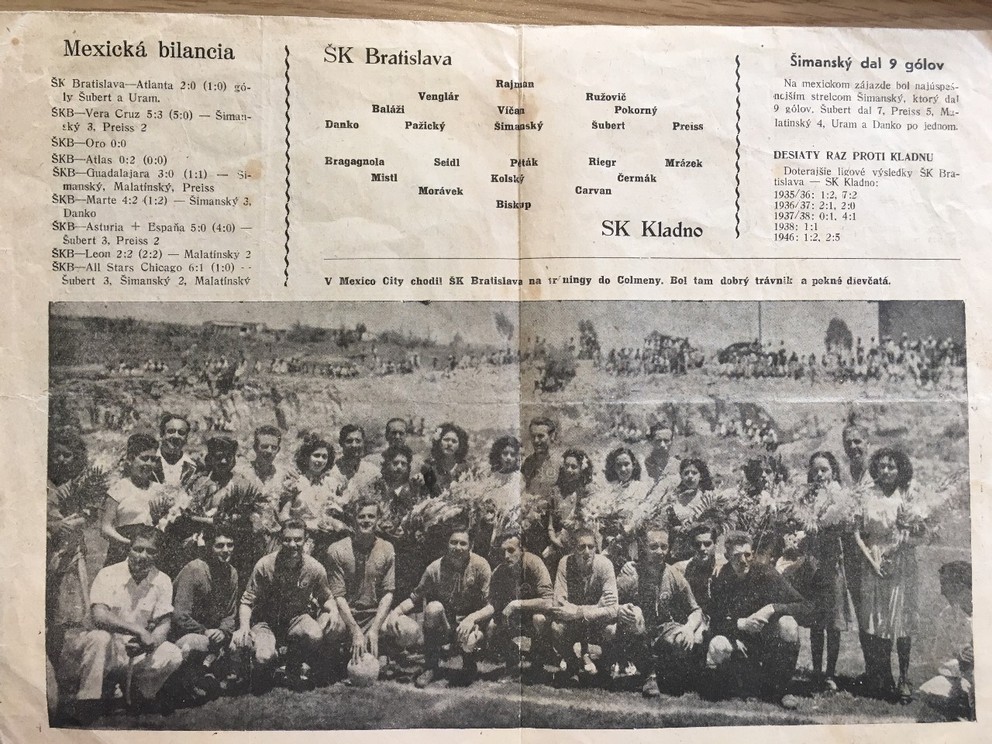 Mexická bilancia
ŠK Bratislava—Atlanta 2:0 (1:0) gó-
ly Šubert a Uram.
ŠKB—Vera Cruz 5:3 (5:0) — Šiman-
ský 3, Preiss 2
ŠKB—Oro 0:0
ŠKB—Atlas 0:2 (0:0)
ŠKB—Guadalajara 3:0 (1:1) — Ši-
manský, Malatínský, Preiss
ŠKB—Marte 4:2 (1:2) — Šimanský 3,
Danko
ŠKB—Asturia + España 5:0 (4:0) —
Šubert 3, Preiss 2
ŠKB—Leon 2:2 (2:2) — Malatínský 2
ŠKB—All Stars Chicago 6:1 (1:0) --
Šubert 3, Šimanský 2, Malatínský
ŠK Bratislava
Rajman
Venglár Ružovič
Baláži Vičan Pokorný
Danko Pažický Šimanský Šubert Preiss
Bragagnola Seidl Peták Riegr Mrázek
Mistl Kolský Čermák
Morávek Carvan
Biskup
SK Kladno
Šimanský dal 9 gólov
Na mexickom zájazde bol najúspeš-
nejším strelcom Šimanský, ktorý dal
9 gólov. Šubert dal 7, Preiss 5, Ma-
latinský 4, Uram a Danko po jednom.
DESIATY RAZ PROTI KLADNU
Doterajšie ligové výsledky ŠK Bra-
tislava — SK Kladno:
1935/36: 1:2, 7:2
1936/37: 2:1, 2:0
1937/38: 0:1, 4:1
1938: 1:1
1946: 1:2, 2:5
V Mexico City chodil ŠK Bratislava na tréningy do Colmeny. Bol tam dobrý trávnik a pekné dievčatá.